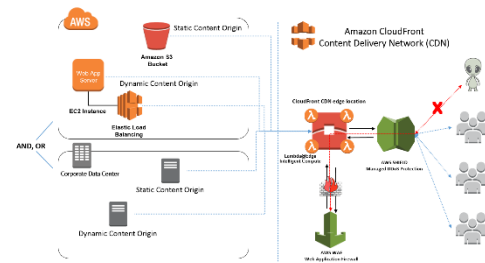 AWS
Static Content Origin
Amazon S3
Bucket
Web App
Server
Dynamic Content Origin
EC2 Instance
Elastic Load
Balancing
AND, OR
Corporate Data Center
Static Content Origin
Dynamic Content Origin
Amazon CloudFront
Content Delivery Network (CDN)
CloudFront CDN edge location
Lambda@Edge
Intelligent Compute
AWS SHIELD
Managed DDoS Protection
AWS WAF
Web Application Firewall